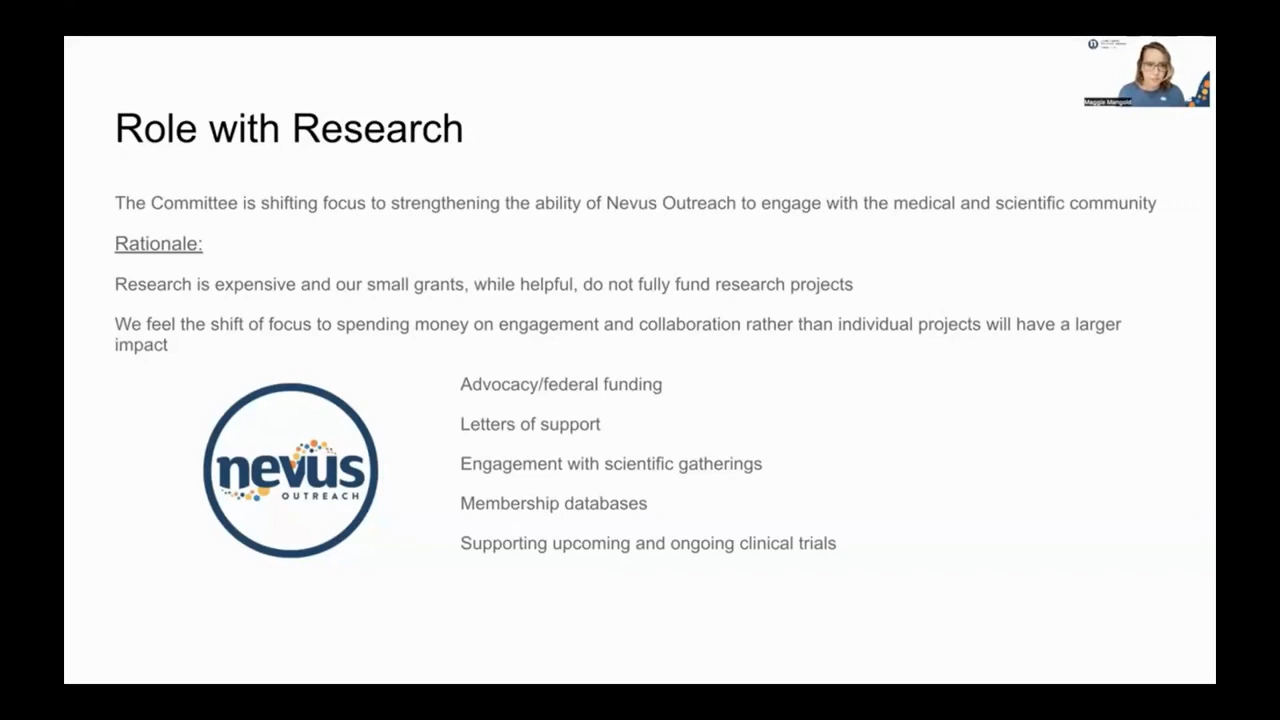 Maggie Mangold
Role with Research
The Committee is shifting focus to strengthening the ability of Nevus Outreach to engage with the medical and scientific community
Rationale:
Research is expensive and our small grants, while helpful, do not fully fund research projects
We feel the shift of focus to spending money on engagement and collaboration rather than individual projects will have a larger
impact
nevus
OUTREACH
Advocacy/federal funding
Letters of support
Engagement with scientific gatherings
Membership databases
Supporting upcoming and ongoing clinical trials